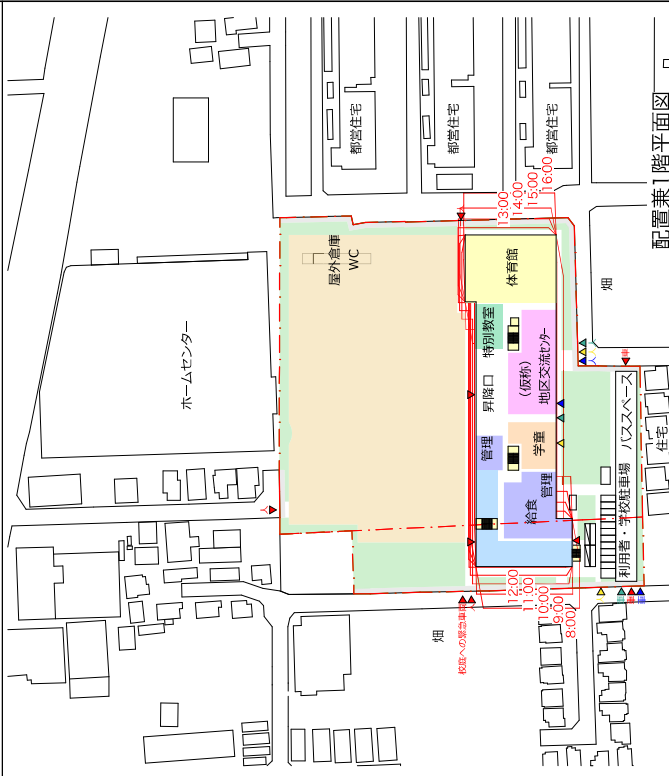 配置兼1階平面図
都営住宅
都営住宅
都営住宅
ホームセンター
屋外倉庫
WC
体育館
特別教室
昇降口
(仮称)
地区交流センター
管理
学童
管理
給食
13:00
14:00
15:00
16:00
12:00
11:00
10:00
9:00
8:00
畑
畑
校庭への緊急車両
利用者・学校駐車場
バススペース
住宅
人
人